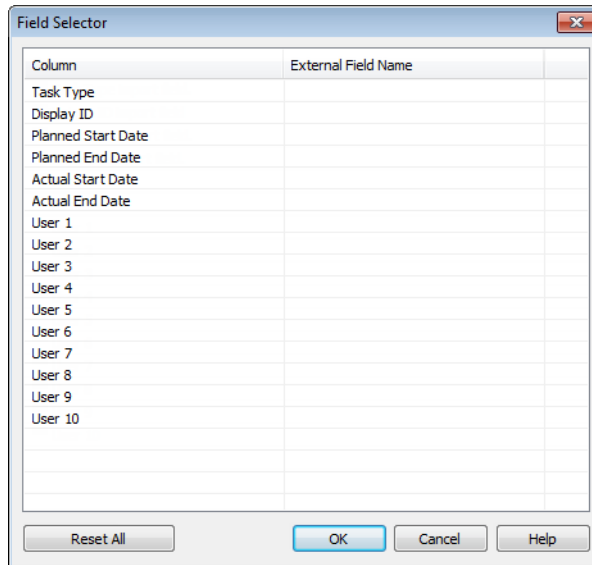 Field Selector
Column External Field Name
Task Type
Display ID
Planned Start Date
Planned End Date
Actual Start Date
Actual End Date
User 1
User 2
User 3
User 4
User 5
User 6
User 7
User 8
User 9
User 10
Reset All OK Cancel Help